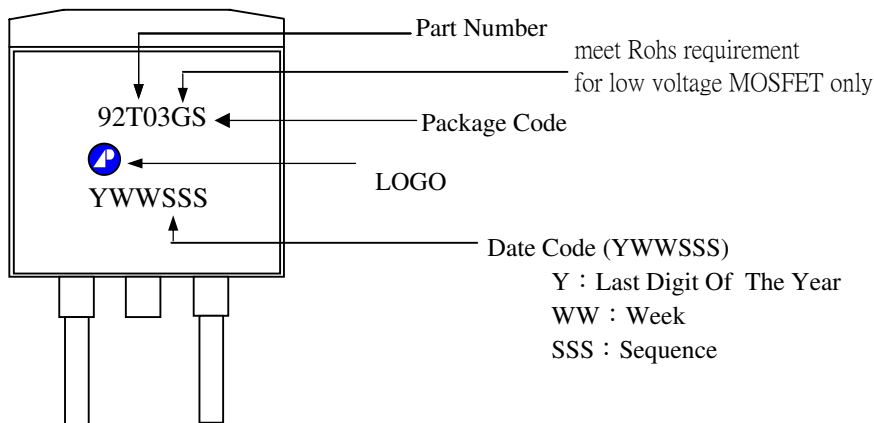 Part Number
meet Rohs requirement
for low voltage MOSFET only
92T03GS
Package Code
LOGO
YWWSSS
Date Code (YWWSSS)
Y：Last Digit Of The Year
WW：Week
SSS：Sequence